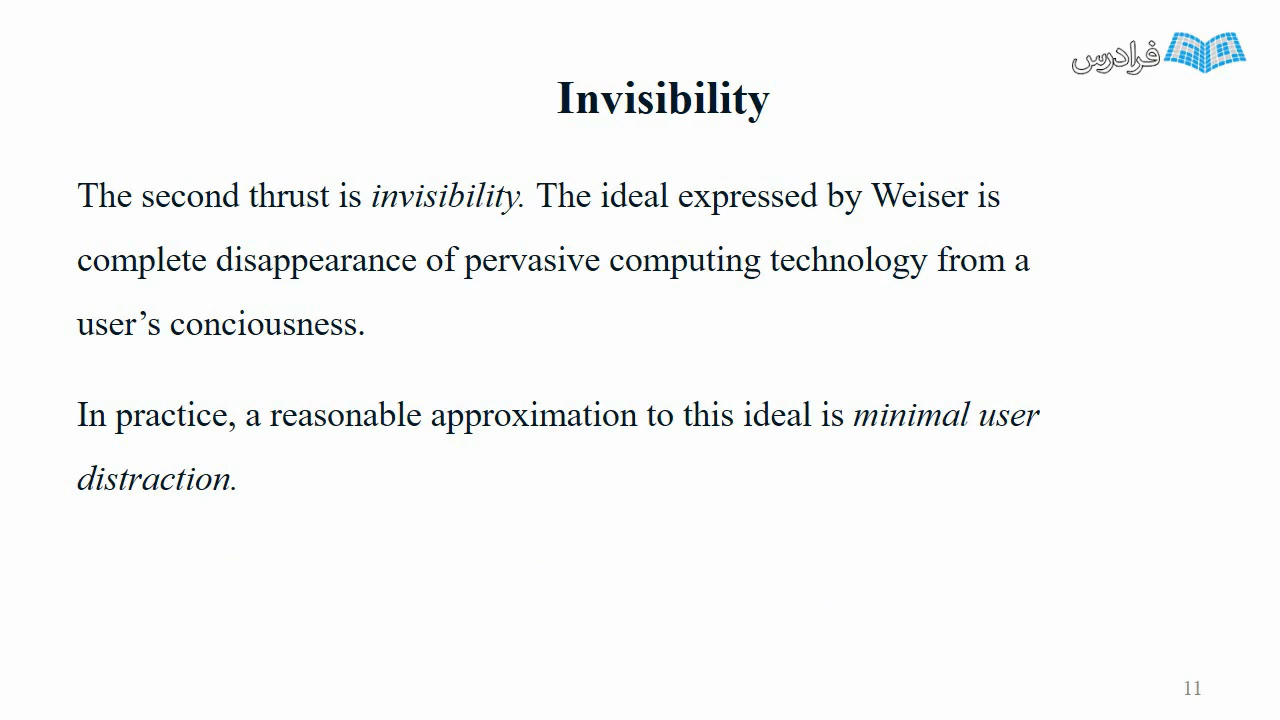 فرادرس
Invisibility
The second thrust is invisibility. The ideal expressed by Weiser is
complete disappearance of pervasive computing technology from a
user’s conciousness.
In practice, a reasonable approximation to this ideal is minimal user
distraction.
11